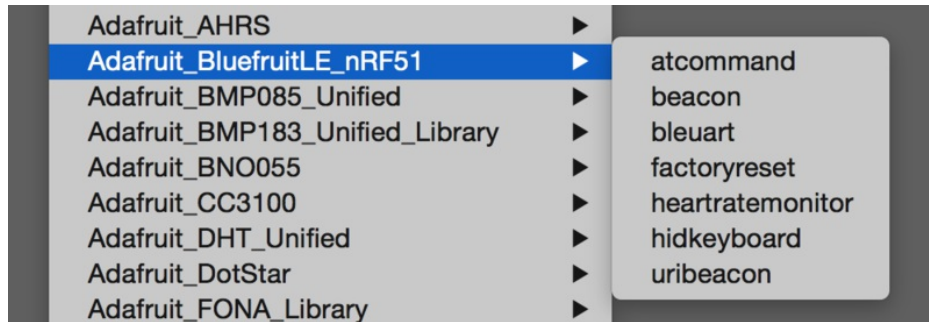 Adafruit_AHRS
Adafruit_BluefruitLE_nRF51
Adafruit_BMP085_Unified
Adafruit_BMP183_Unified_Library
Adafruit_BNO055
Adafruit_CC3100
Adafruit_DHT_Unified
Adafruit_DotStar
Adafruit_FONA_Library
atcommand
beacon
bleuart
factoryreset
heartratemonitor
hidkeyboard
uribeacon